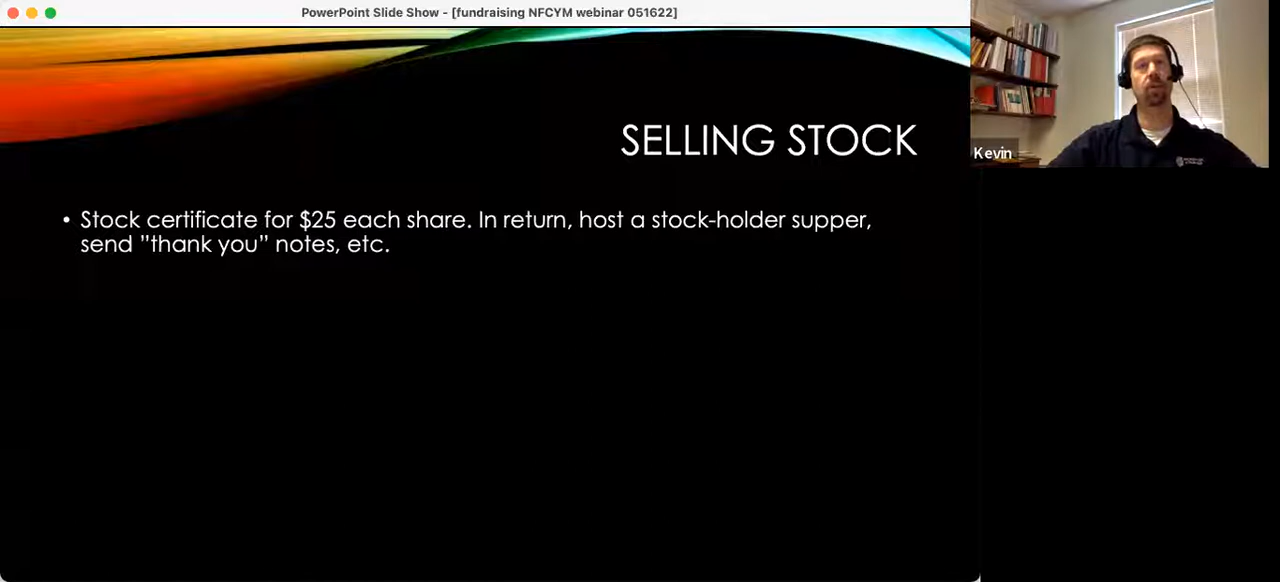 PowerPoint Slide Show - [fundraising NFCYM webinar 051622]
SELLING STOCK
Kevin
• Stock certificate for $25 each share. In return, host a stock-holder supper,
send ”thank you” notes, etc.